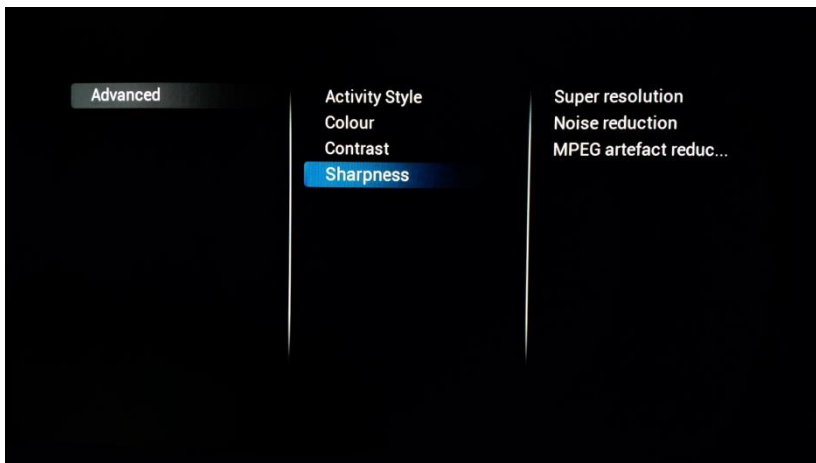 Advanced
Activity Style
Colour
Contrast
Sharpness
Super resolution
Noise reduction
MPEG artefact reduc...